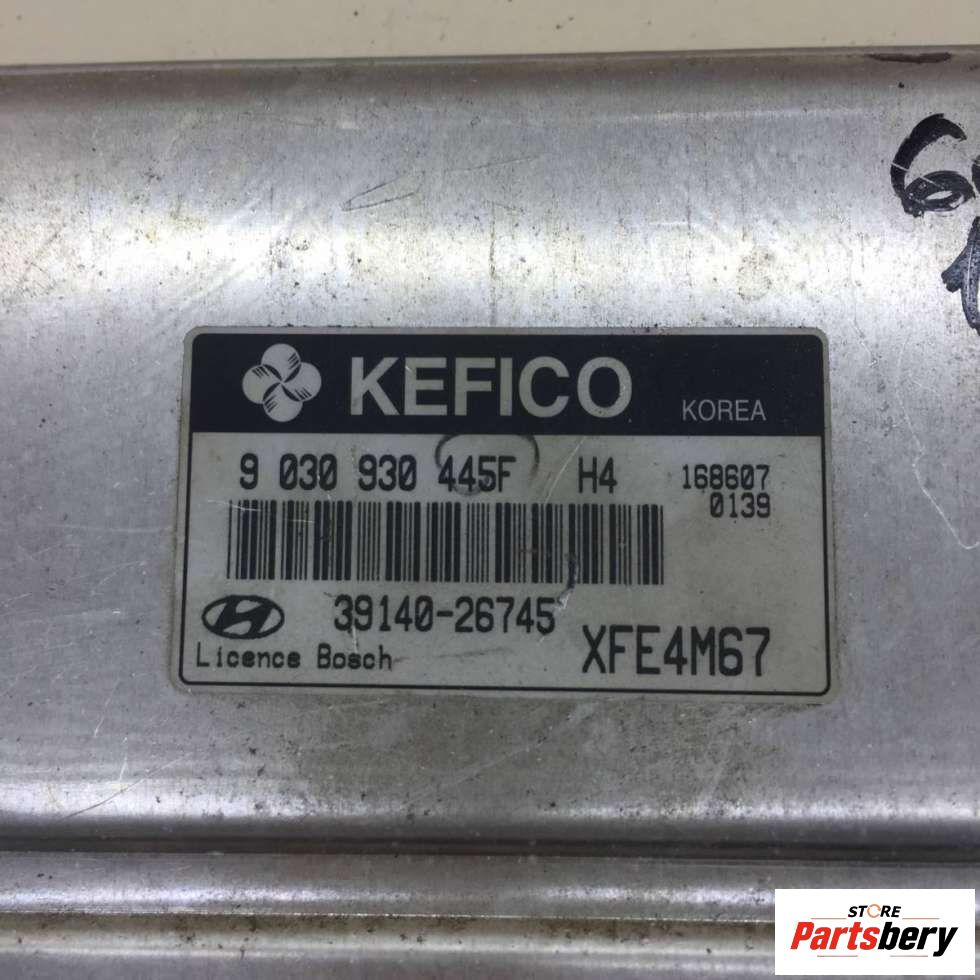 KEFICO KOREA
9 030 930 445F H4 168607
0139
39140-26745
XFE4M67
Licence Bosch
STORE
Partsbery